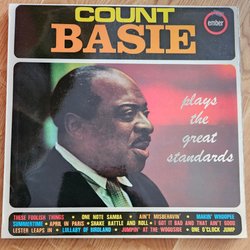 COUNT
BASIE
ember
plays the great standards
THESE FOOLISH THINGS • ONE NOTE SAMBA • AIN'T MISBEHAVIN' • MAKIN' WHOOPEE
SUMMERTIME • APRIL IN PARIS • SHAKE RATTLE AND ROLL • I GOT IT BAD AND THAT AIN'T GOOD
LESTER LEAPS IN • LULLABY OF BIRDLAND • JUMPIN' AT THE WOODSIDE • ONE O'CLOCK JUMP